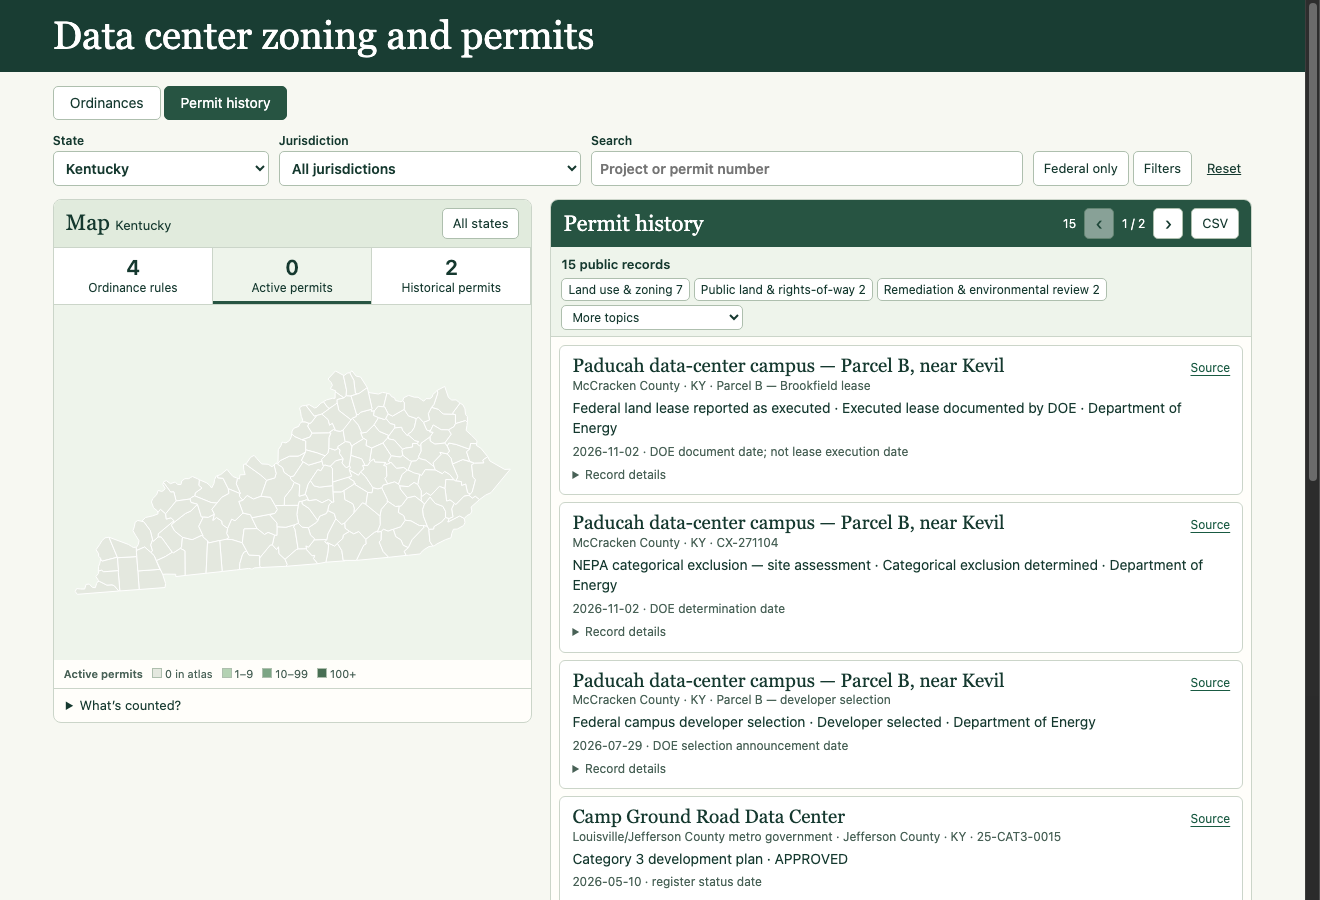 Data center zoning and permits
Ordinances
Permit history
State
Jurisdiction
Search
Kentucky
All jurisdictions
Project or permit number
Federal only
Filters
Reset
Map Kentucky
All states
4
Ordinance rules
0
Active permits
2
Historical permits
Active permits 0 in atlas 1–9 10–99 100+
What's counted?
Permit history
15 ‹ 1 / 2 › CSV
15 public records
Land use & zoning 7
Public land & rights-of-way 2
Remediation & environmental review 2
More topics
Paducah data-center campus — Parcel B, near Kevil
Source
McCracken County · KY · Parcel B — Brookfield lease
Federal land lease reported as executed · Executed lease documented by DOE · Department of
Energy
2026-11-02 · DOE document date; not lease execution date
Record details
Paducah data-center campus — Parcel B, near Kevil
Source
McCracken County · KY · CX-271104
NEPA categorical exclusion — site assessment · Categorical exclusion determined · Department of
Energy
2026-11-02 · DOE determination date
Record details
Paducah data-center campus — Parcel B, near Kevil
Source
McCracken County · KY · Parcel B — developer selection
Federal campus developer selection · Developer selected · Department of Energy
2026-07-29 · DOE selection announcement date
Record details
Camp Ground Road Data Center
Source
Louisville/Jefferson County metro government · Jefferson County · KY · 25-CAT3-0015
Category 3 development plan · APPROVED
2026-05-10 · register status date